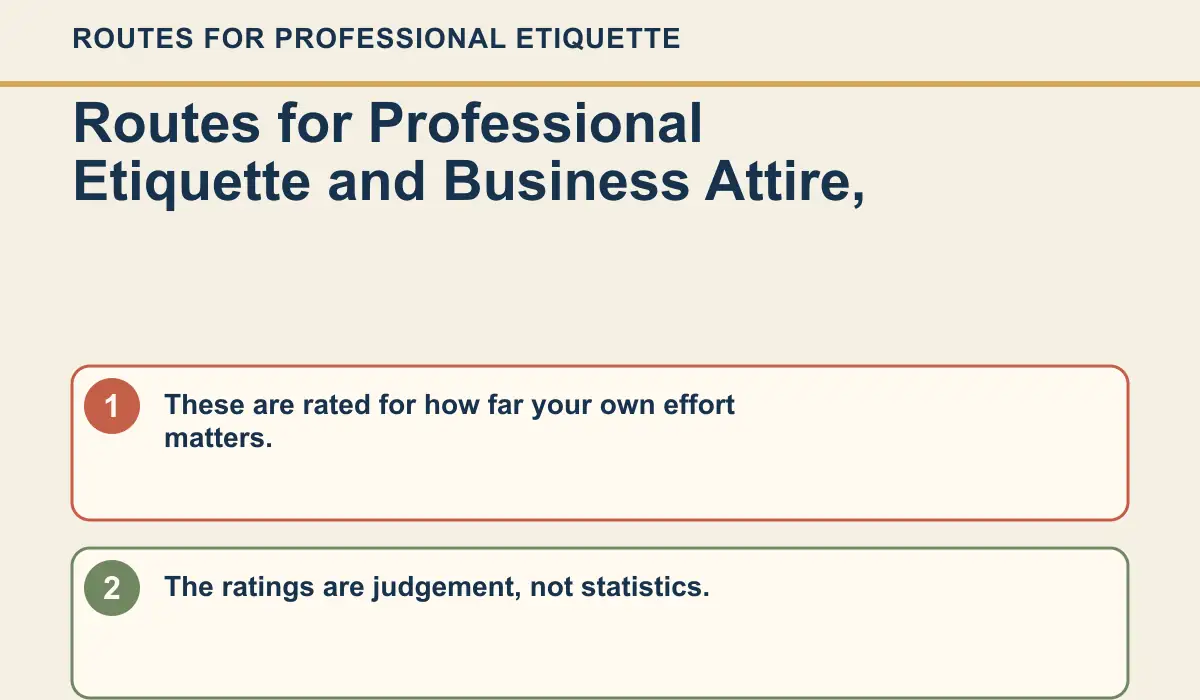 ROUTES FOR PROFESSIONAL ETIQUETTE
Routes for Professional
Etiquette and Business Attire,
1
These are rated for how far your own effort
matters.
2
The ratings are judgement, not statistics.